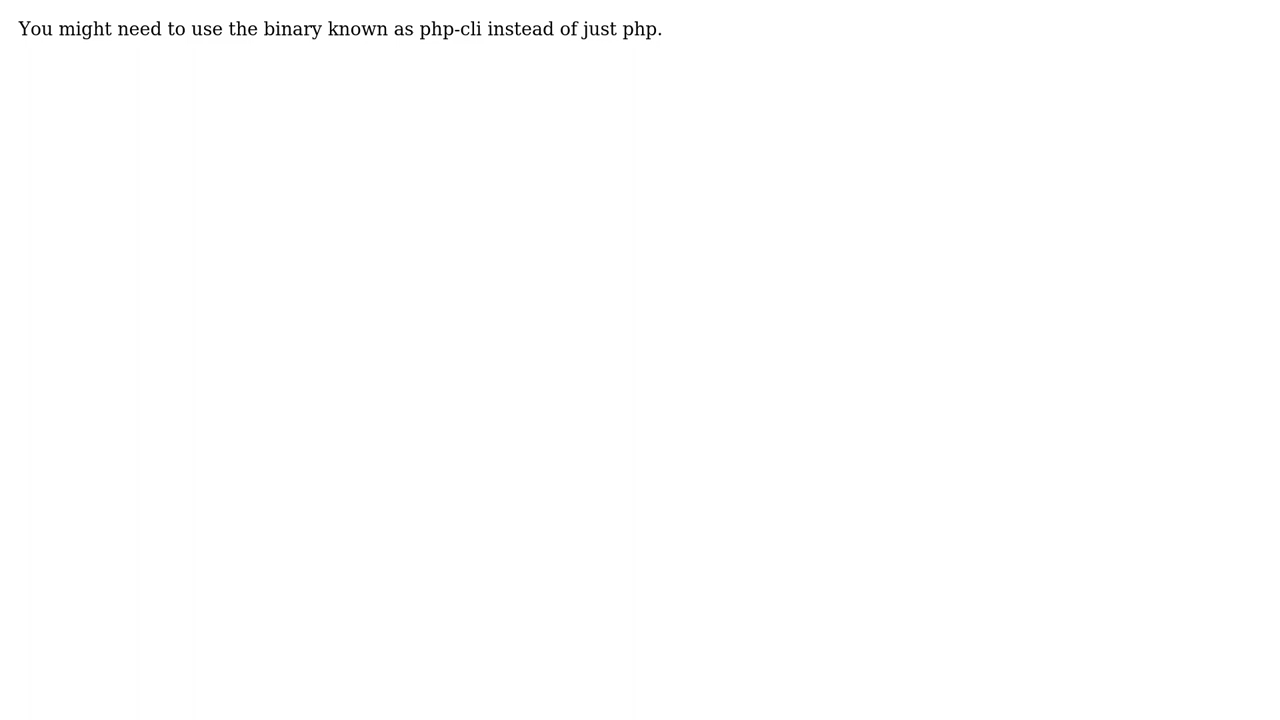 You might need to use the binary known as php-cli instead of just php.